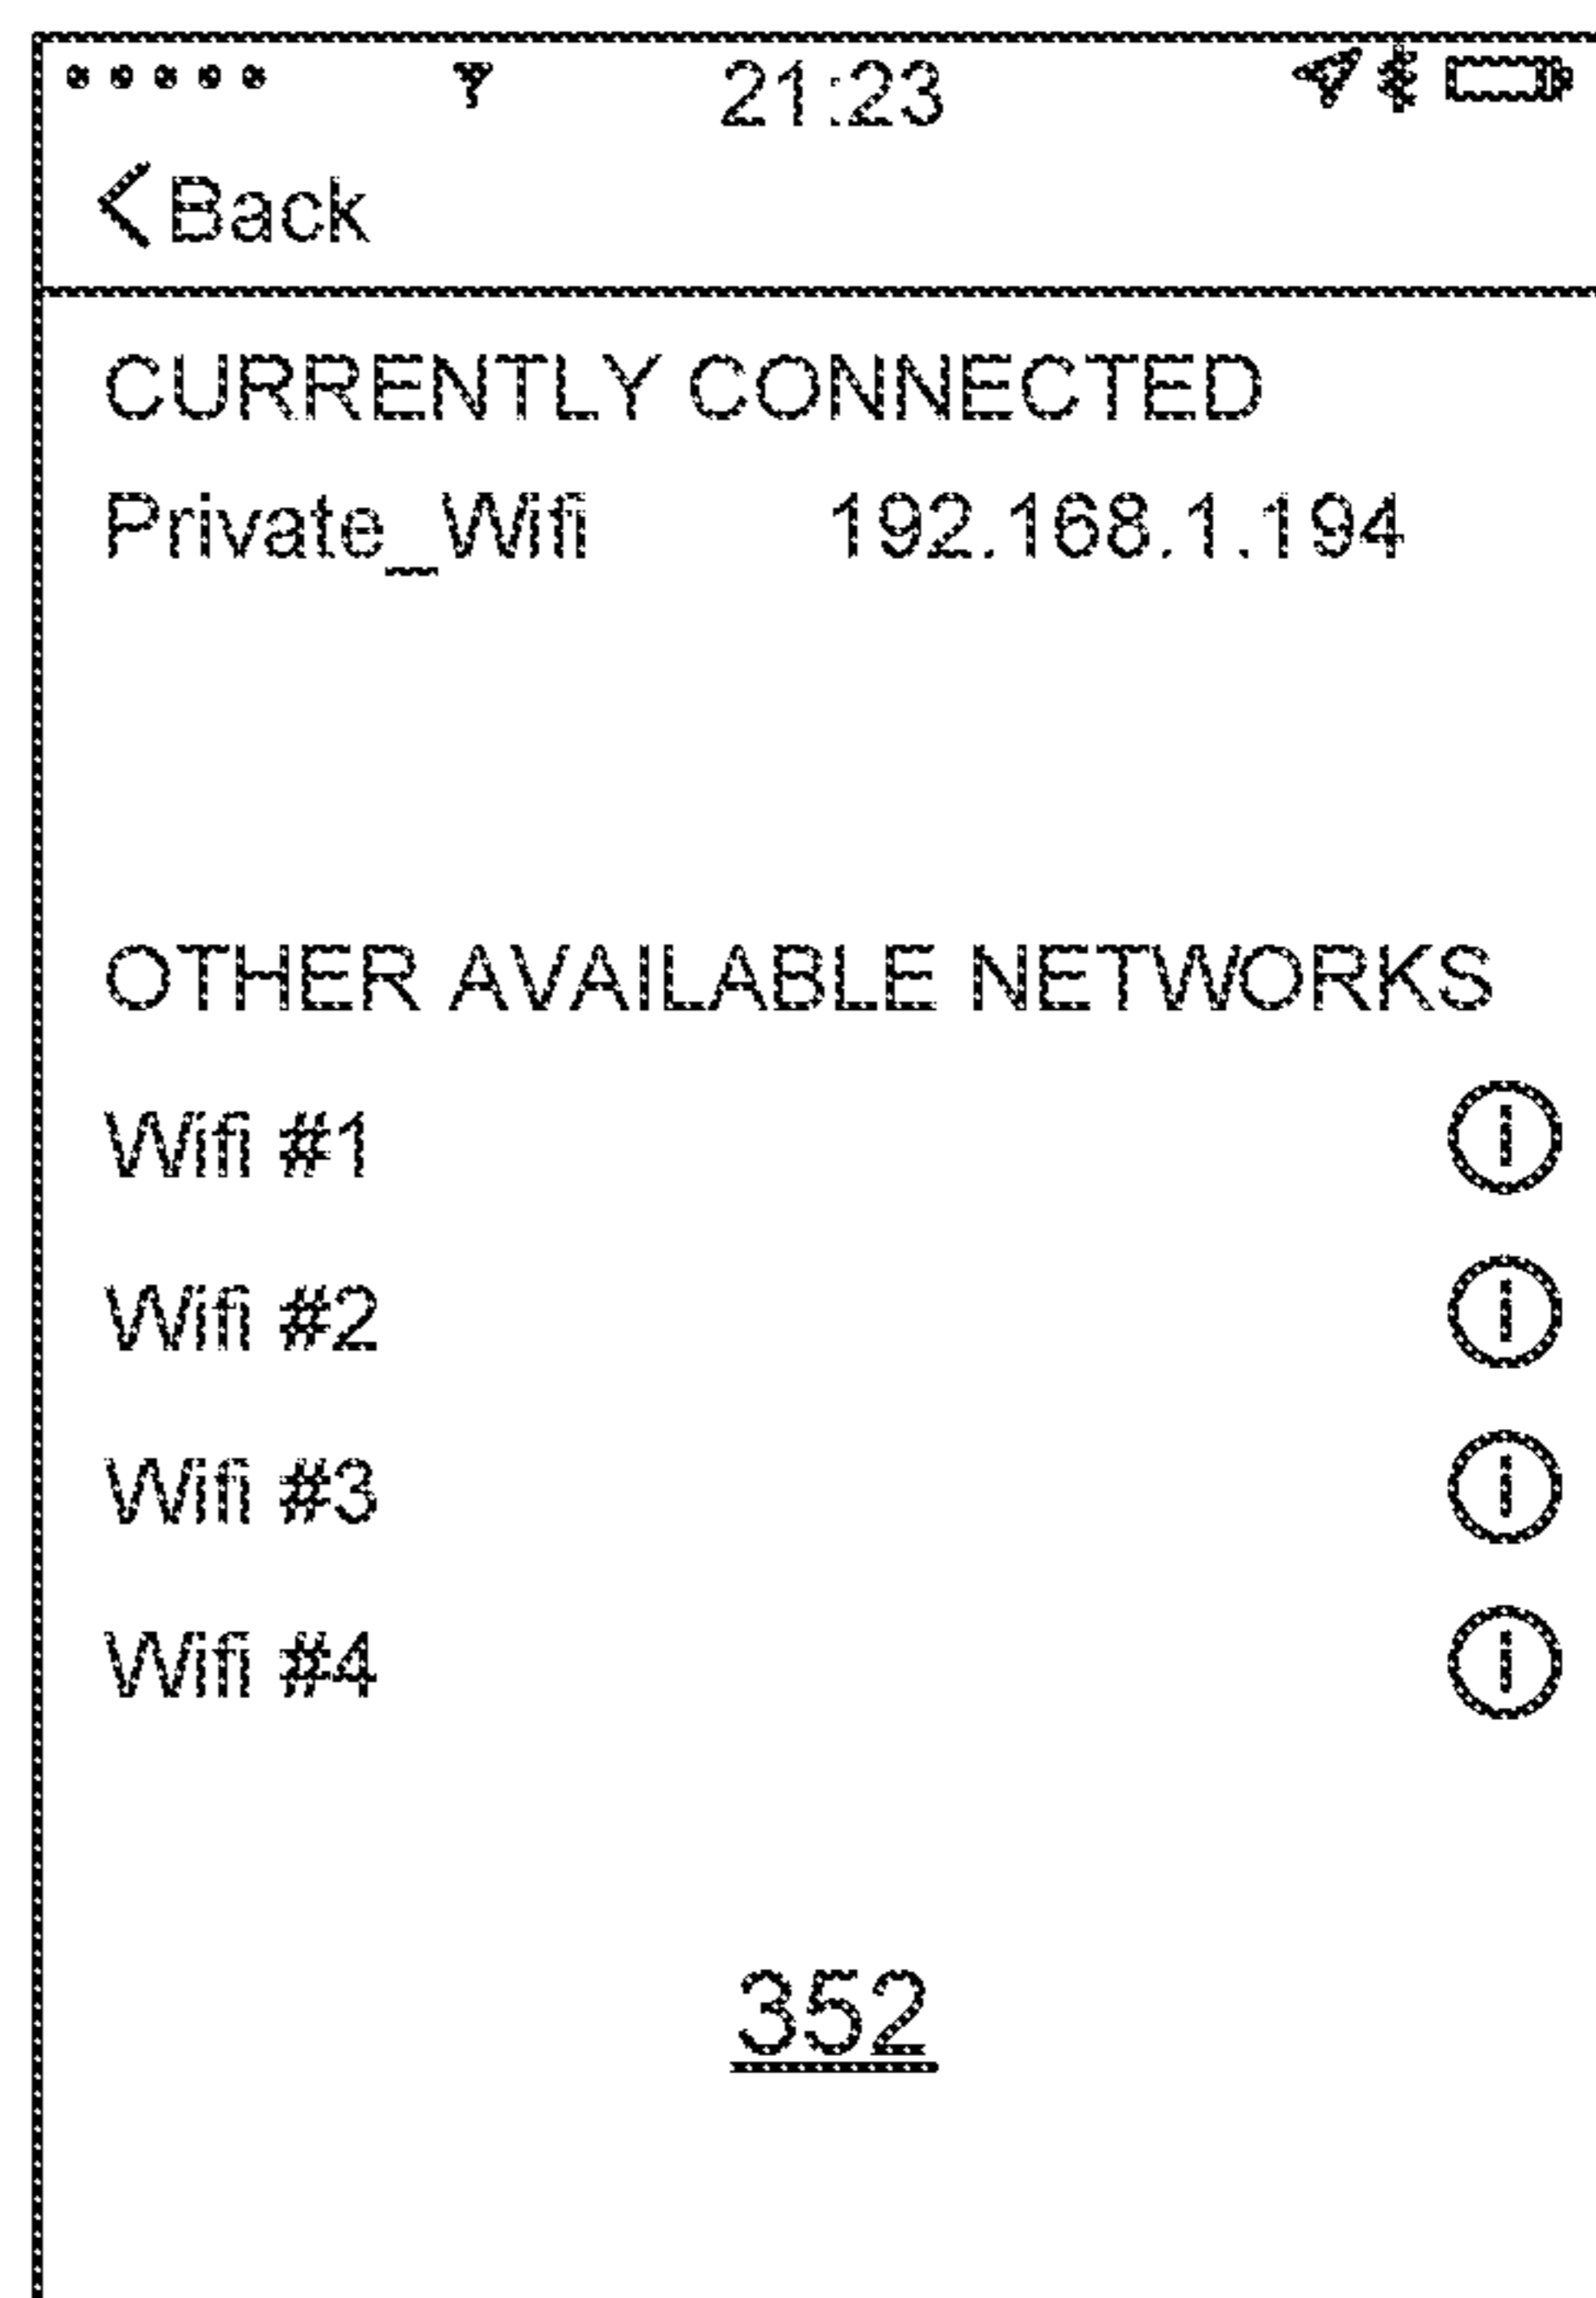 21:23
Back
CURRENTLY CONNECTED
Private_Wifi 192.168.1.194
OTHER AVAILABLE NETWORKS
Wifi #1
Wifi #2
Wifi #3
Wifi #4
352